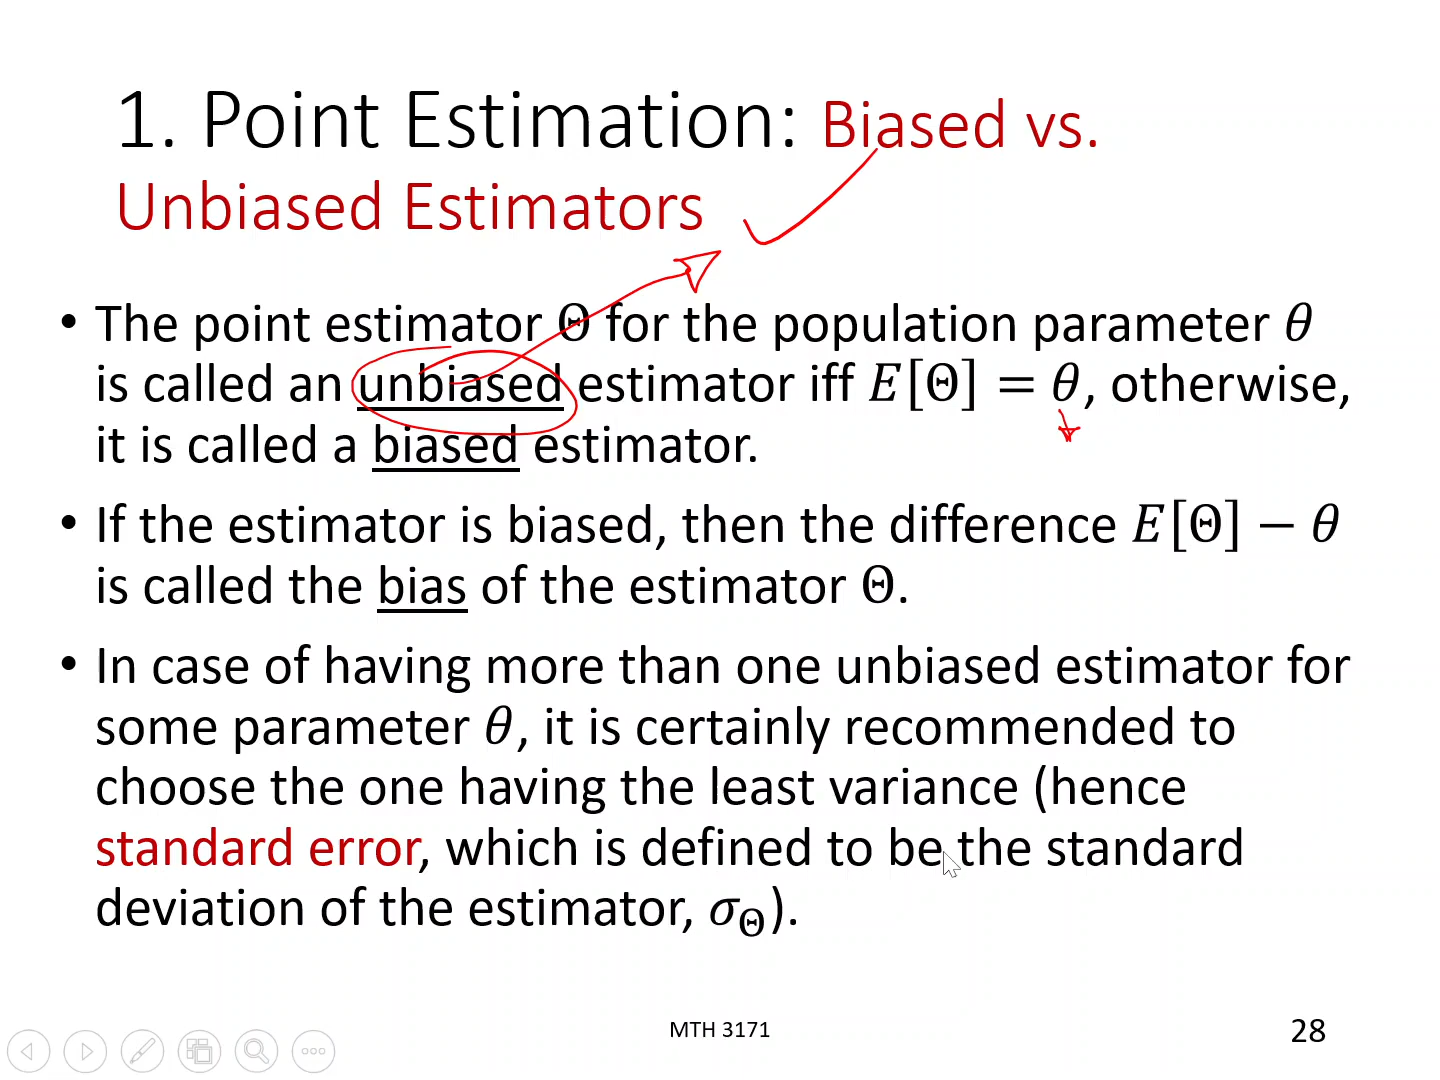 1. Point Estimation: Biased vs.
Unbiased Estimators
• The point estimator Θ for the population parameter θ
is called an unbiased estimator iff E[Θ] = θ, otherwise,
it is called a biased estimator.
• If the estimator is biased, then the difference E[Θ] − θ
is called the bias of the estimator Θ.
• In case of having more than one unbiased estimator for
some parameter θ, it is certainly recommended to
choose the one having the least variance (hence
standard error, which is defined to be the standard
deviation of the estimator, σ_Θ).
MTH 3171
28